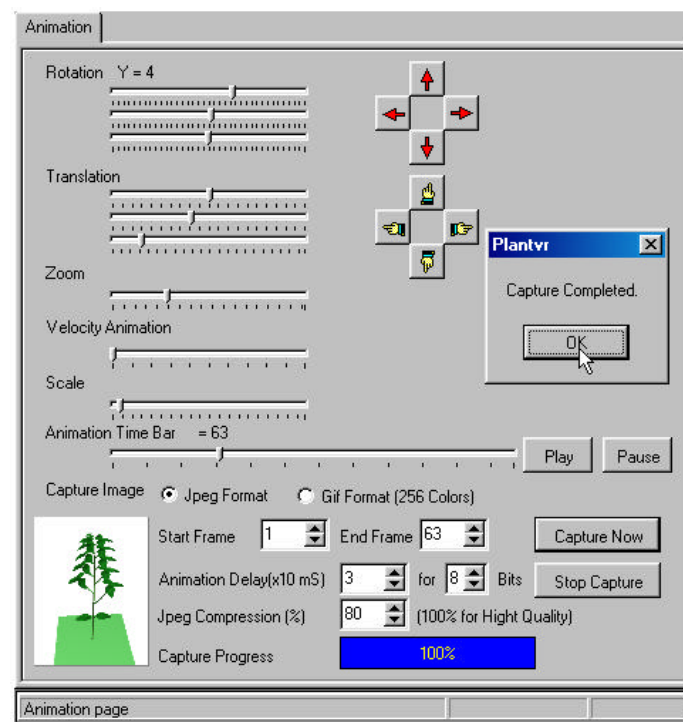 Animation
Rotation Y = 4
Translation
Plantvr
Zoom
Capture Completed.
Velocity Animation
OK
Scale
Animation Time Bar = 63
Play Pause
Capture Image Jpeg Format Gif Format (256 Colors)
Start Frame 1 End Frame 63 Capture Now
Animation Delay(x10 mS) 3 for 8 Bits Stop Capture
Jpeg Compression (%) 80 (100% for Hight Quality)
Capture Progress 100%
Animation page